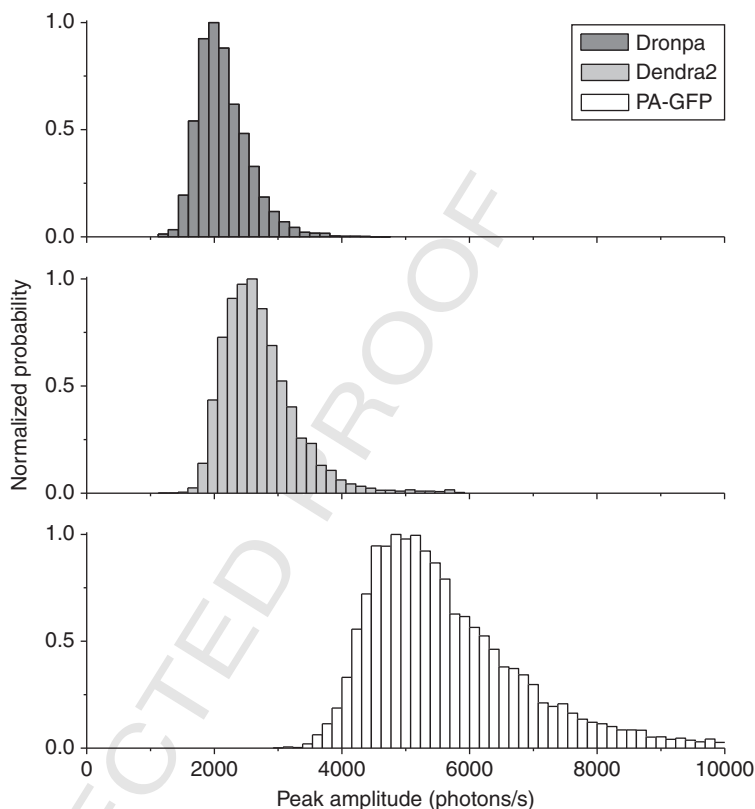 1.0
0.5
0.0
Dronpa
Dendra2
PA-GFP
1.0
0.5
0.0
Normalized probability
1.0
0.5
0.0
0 2000 4000 6000 8000 10000
Peak amplitude (photons/s)
ECTED PROOF